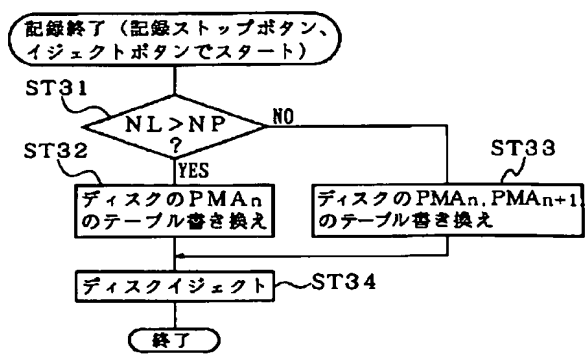 記録終了（記録ストップボタン、
イジェクトボタンでスタート）
ST31
NL>NP
?
NO
YES
ST32
ディスクのPMAn
のテーブル書き換え
ST33
ディスクのPMAn,PMAn+1
のテーブル書き換え
ディスクイジェクト
ST34
終了